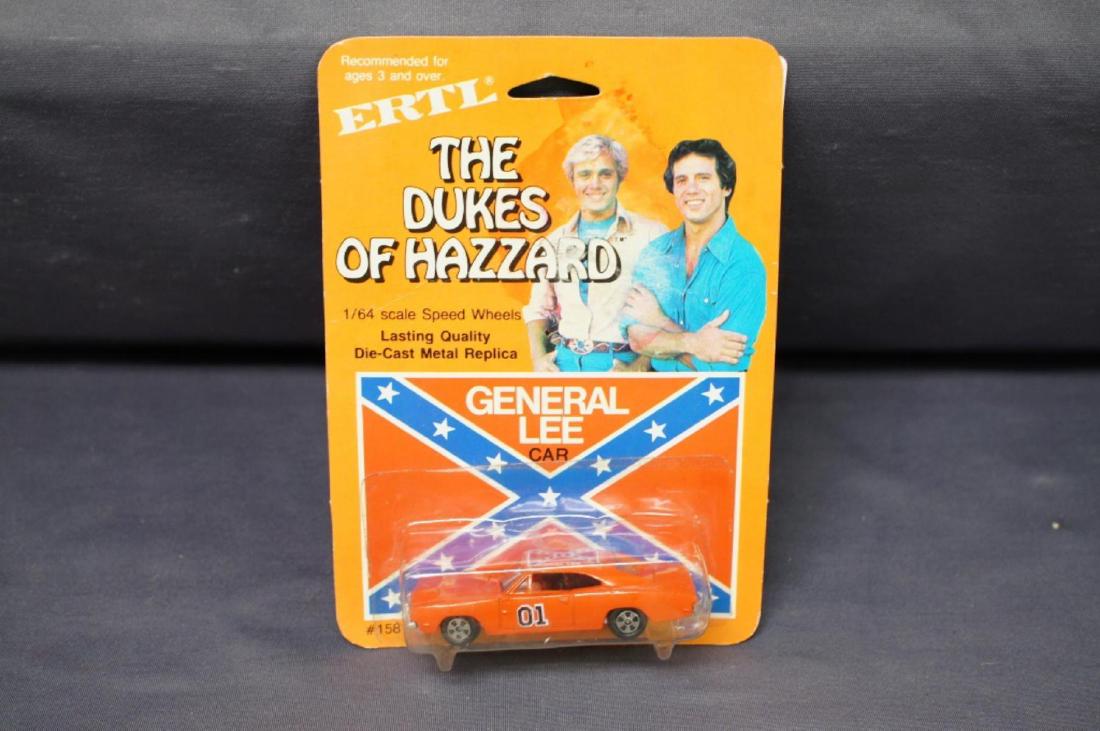 Recommended for
ages 3 and over.
ERTL®
THE
DUKES
OF HAZZARD
1/64 scale Speed Wheels
Lasting Quality
Die-Cast Metal Replica
GENERAL
LEE
CAR
01
#158